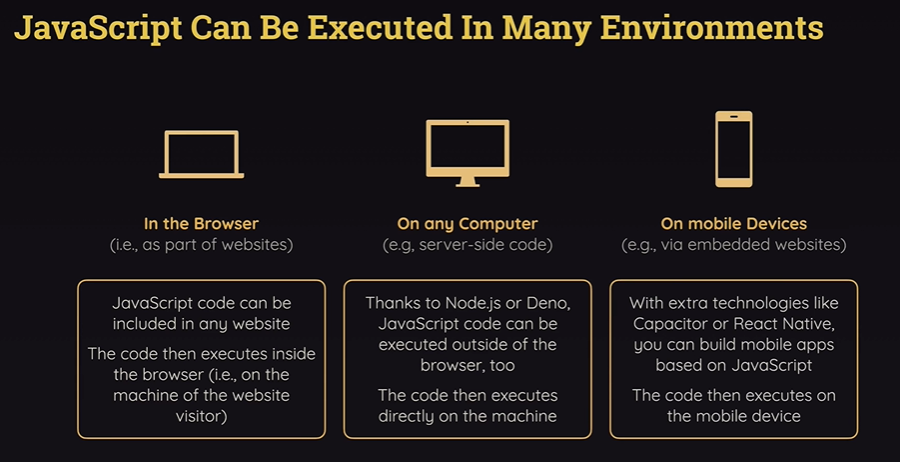 JavaScript Can Be Executed In Many Environments
In the Browser
(i.e., as part of websites)
JavaScript code can be
included in any website
The code then executes inside
the browser (i.e., on the
machine of the website
visitor)
On any Computer
(e.g, server-side code)
Thanks to Node.js or Deno,
JavaScript code can be
executed outside of the
browser, too
The code then executes
directly on the machine
On mobile Devices
(e.g., via embedded websites)
With extra technologies like
Capacitor or React Native,
you can build mobile apps
based on JavaScript
The code then executes on
the mobile device